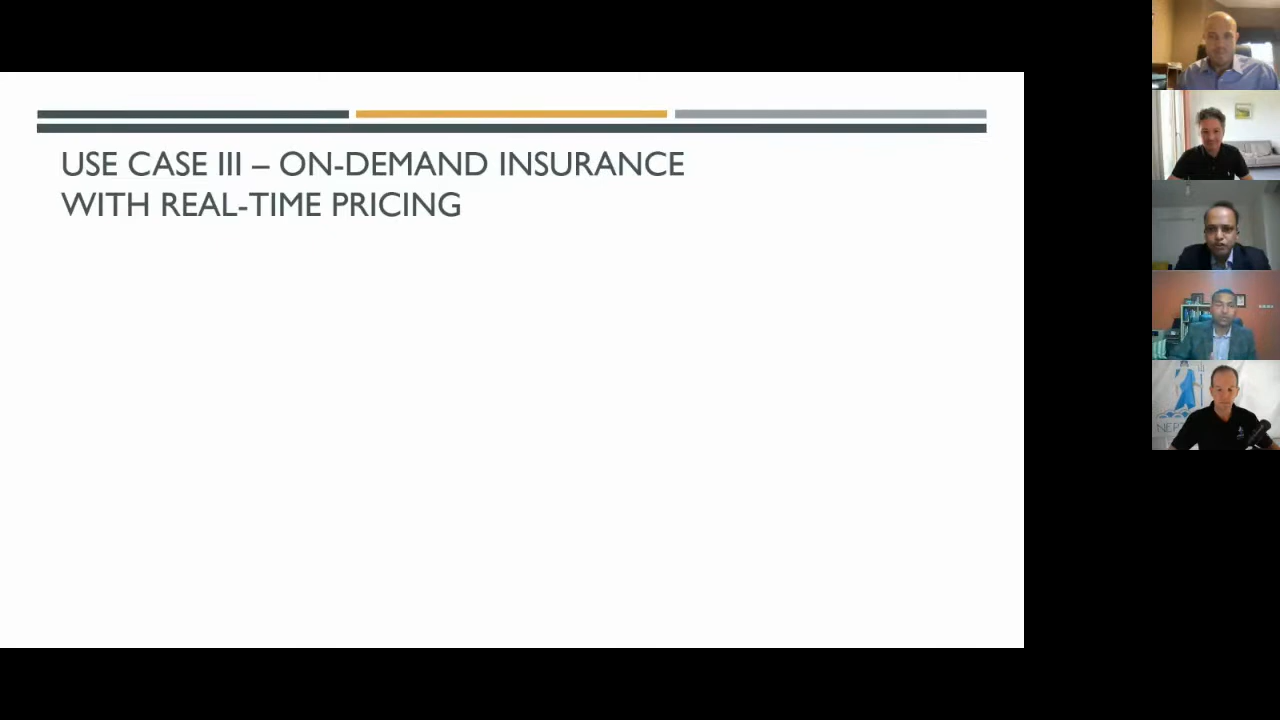 USE CASE III – ON-DEMAND INSURANCE
WITH REAL-TIME PRICING